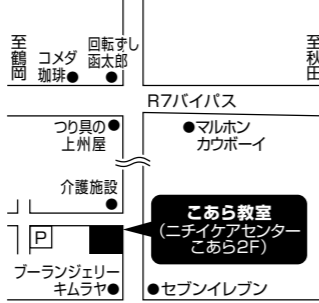 至鶴岡
コメダ
珈琲●
回転ずし
函太郎
●
至秋田
R7バイパス
つり具の●
上州屋
●マルホン
カウボーイ
介護施設
●
こあら教室
(ニチイケアセンター
こあら2F)
P
ブーランジェリー
キムラヤ●
●セブンイレブン